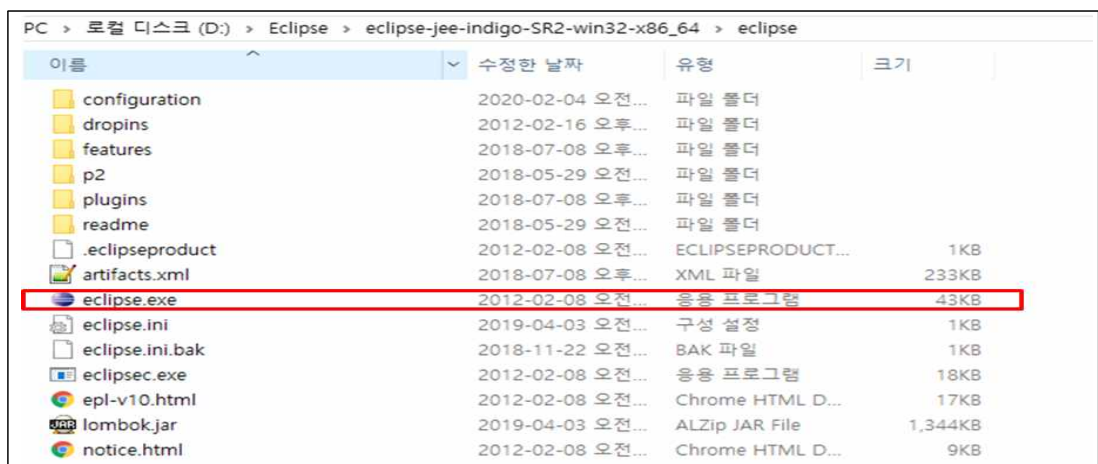 PC > 로컬 디스크 (D:) > Eclipse > eclipse-jee-indigo-SR2-win32-x86_64 > eclipse
이름 수정한 날짜 유형 크기
configuration 2020-02-04 오전... 파일 폴더
dropins 2012-02-16 오후... 파일 폴더
features 2018-07-08 오후... 파일 폴더
p2 2018-05-29 오전... 파일 폴더
plugins 2018-07-08 오후... 파일 폴더
readme 2018-05-29 오전... 파일 폴더
.eclipseproduct 2012-02-08 오전... ECLIPSEPRODUCT... 1KB
artifacts.xml 2018-07-08 오후... XML 파일 233KB
eclipse.exe 2012-02-08 오전... 응용 프로그램 43KB
eclipse.ini 2019-04-03 오전... 구성 설정 1KB
eclipse.ini.bak 2018-11-22 오전... BAK 파일 1KB
eclipsec.exe 2012-02-08 오전... 응용 프로그램 18KB
epl-v10.html 2012-02-08 오전... Chrome HTML D... 17KB
JAR lombok.jar 2019-04-03 오전... ALZip JAR File 1,344KB
notice.html 2012-02-08 오전... Chrome HTML D... 9KB